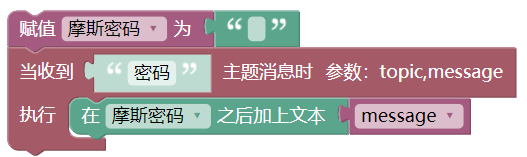 赋值 摩斯密码 为 “ ”
当收到 “ 密码 ” 主题消息时 参数：topic,message
执行 在 摩斯密码 之后加上文本 message